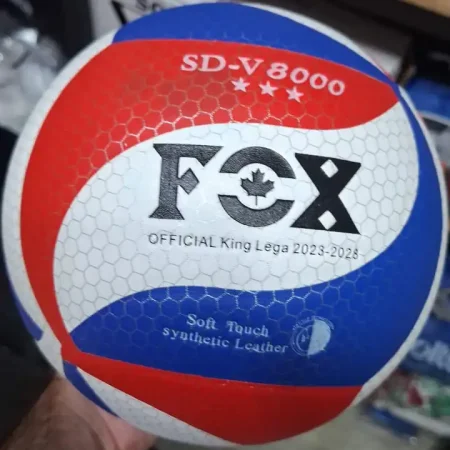 SD-V 8000
FOX
OFFICIAL King Lega 2023-2028
Soft Touch
synthetic Leather